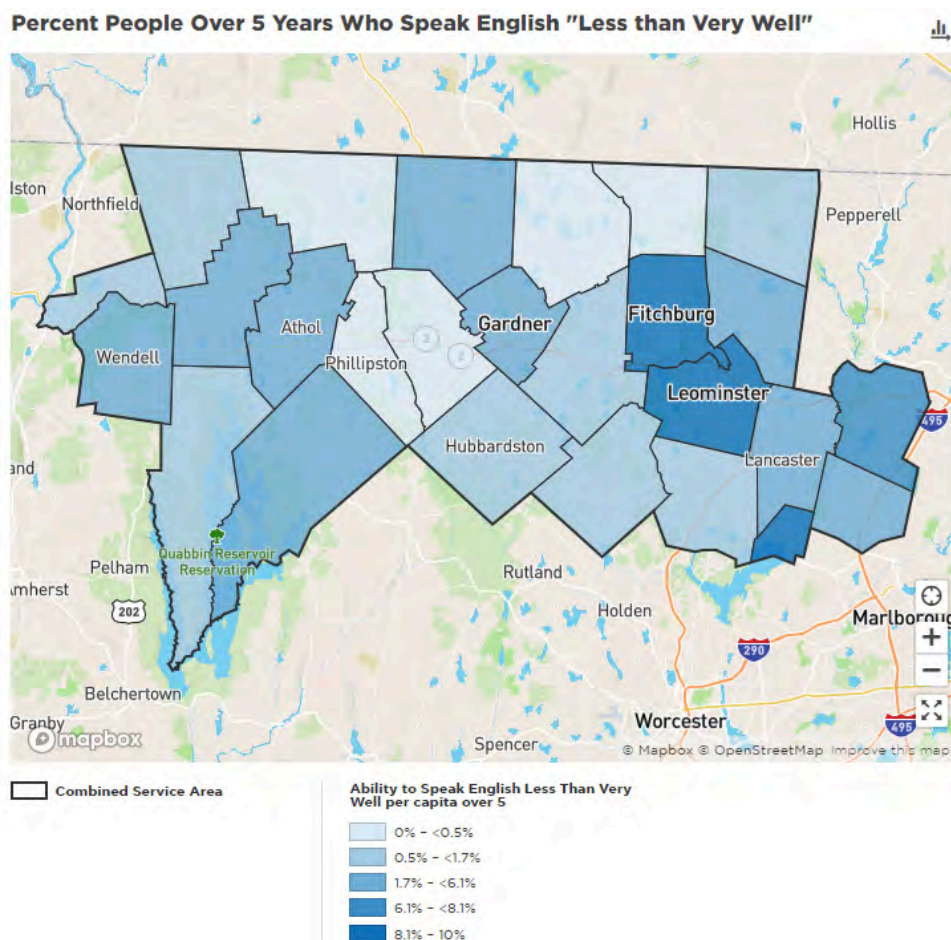 Percent People Over 5 Years Who Speak English "Less than Very Well"
Hollis
lston
Northfield
Pepperell
Athol
Gardner
Fitchburg
Wendell
Phillipston
2
2
Leominster
495
Hubbardston
Lancaster
and
Quabbin Reservoir
Reservation
Pelham
Rutland
mherst
202
Holden
Marlboroug
290
Belchertown
Granby
Worcester
495
Spencer
mapbox
© Mapbox © OpenStreetMap Improve this map
Combined Service Area
Ability to Speak English Less Than Very
Well per capita over 5
0% - <0.5%
0.5% - <1.7%
1.7% - <6.1%
6.1% - <8.1%
8.1% - 10%